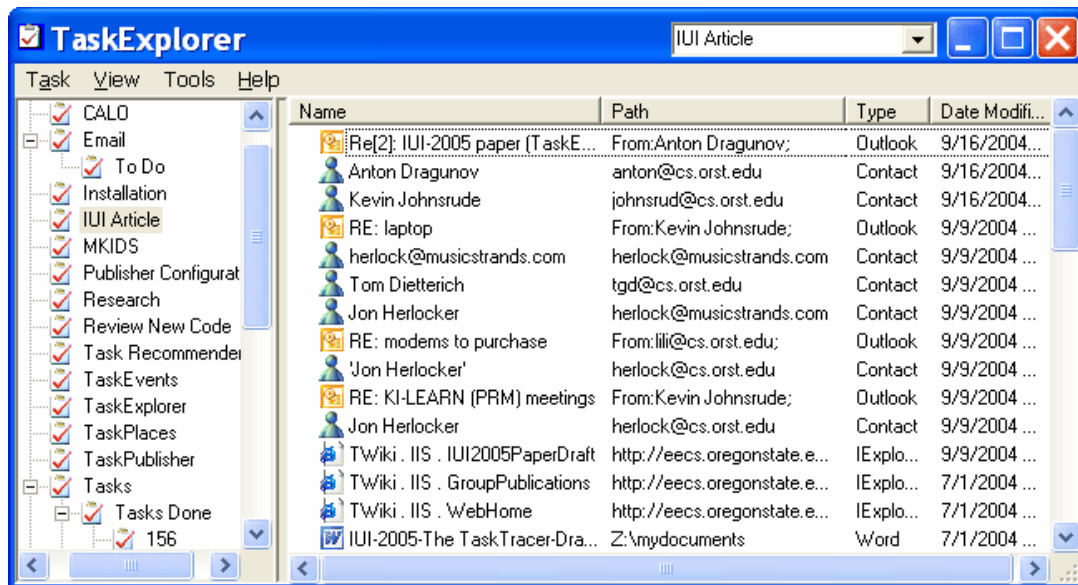 TaskExplorer IUI Article
Task View Tools Help
CALO
Email
To Do
Installation
IUI Article
MKIDS
Publisher Configurat
Research
Review New Code
Task Recommender
TaskEvents
TaskExplorer
TaskPlaces
TaskPublisher
Tasks
Tasks Done
156
Name Path Type Date Modifi...
Re[2]: IUI-2005 paper (TaskE... From:Anton Dragunov; Outlook 9/16/2004...
Anton Dragunov anton@cs.orst.edu Contact 9/16/2004...
Kevin Johnsrude johnsrud@cs.orst.edu Contact 9/16/2004...
RE: laptop From:Kevin Johnsrude; Outlook 9/9/2004 ...
herlock@musicstrands.com herlock@musicstrands.com Contact 9/9/2004 ...
Tom Dietterich tgd@cs.orst.edu Contact 9/9/2004 ...
Jon Herlocker herlock@musicstrands.com Contact 9/9/2004 ...
RE: modems to purchase From:lili@cs.orst.edu; Outlook 9/9/2004 ...
'Jon Herlocker' herlock@cs.orst.edu Contact 9/9/2004 ...
RE: KI-LEARN (PRM) meetings From:Kevin Johnsrude; Outlook 9/9/2004 ...
Jon Herlocker herlock@cs.orst.edu Contact 9/9/2004 ...
TWiki . IIS . IUI2005PaperDraft http://eecs.oregonstate.e... IExplo... 9/9/2004 ...
TWiki . IIS . GroupPublications http://eecs.oregonstate.e... IExplo... 7/1/2004 ...
TWiki . IIS . WebHome http://eecs.oregonstate.e... IExplo... 7/1/2004 ...
IUI-2005-The TaskTracer-Dra... Z:\mydocuments Word 7/1/2004 ...